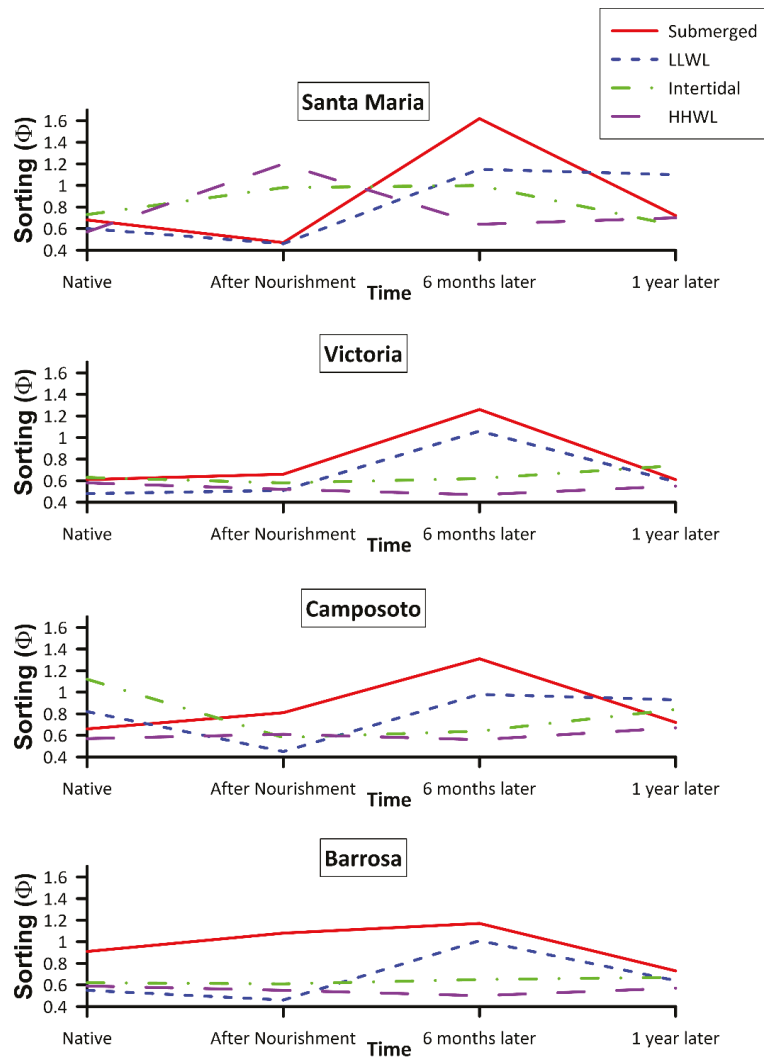 Submerged
LLWL
Intertidal
HHWL
Santa Maria
Sorting (Φ)
1.6
1.4
1.2
1
0.8
0.6
0.4
Native
After Nourishment
6 months later
1 year later
Time
Victoria
Sorting (Φ)
1.6
1.4
1.2
1
0.8
0.6
0.4
Native
After Nourishment
6 months later
1 year later
Time
Camposoto
Sorting (Φ)
1.6
1.4
1.2
1
0.8
0.6
0.4
Native
After Nourishment
6 months later
1 year later
Time
Barrosa
Sorting (Φ)
1.6
1.4
1.2
1
0.8
0.6
0.4
Native
After Nourishment
6 months later
1 year later
Time